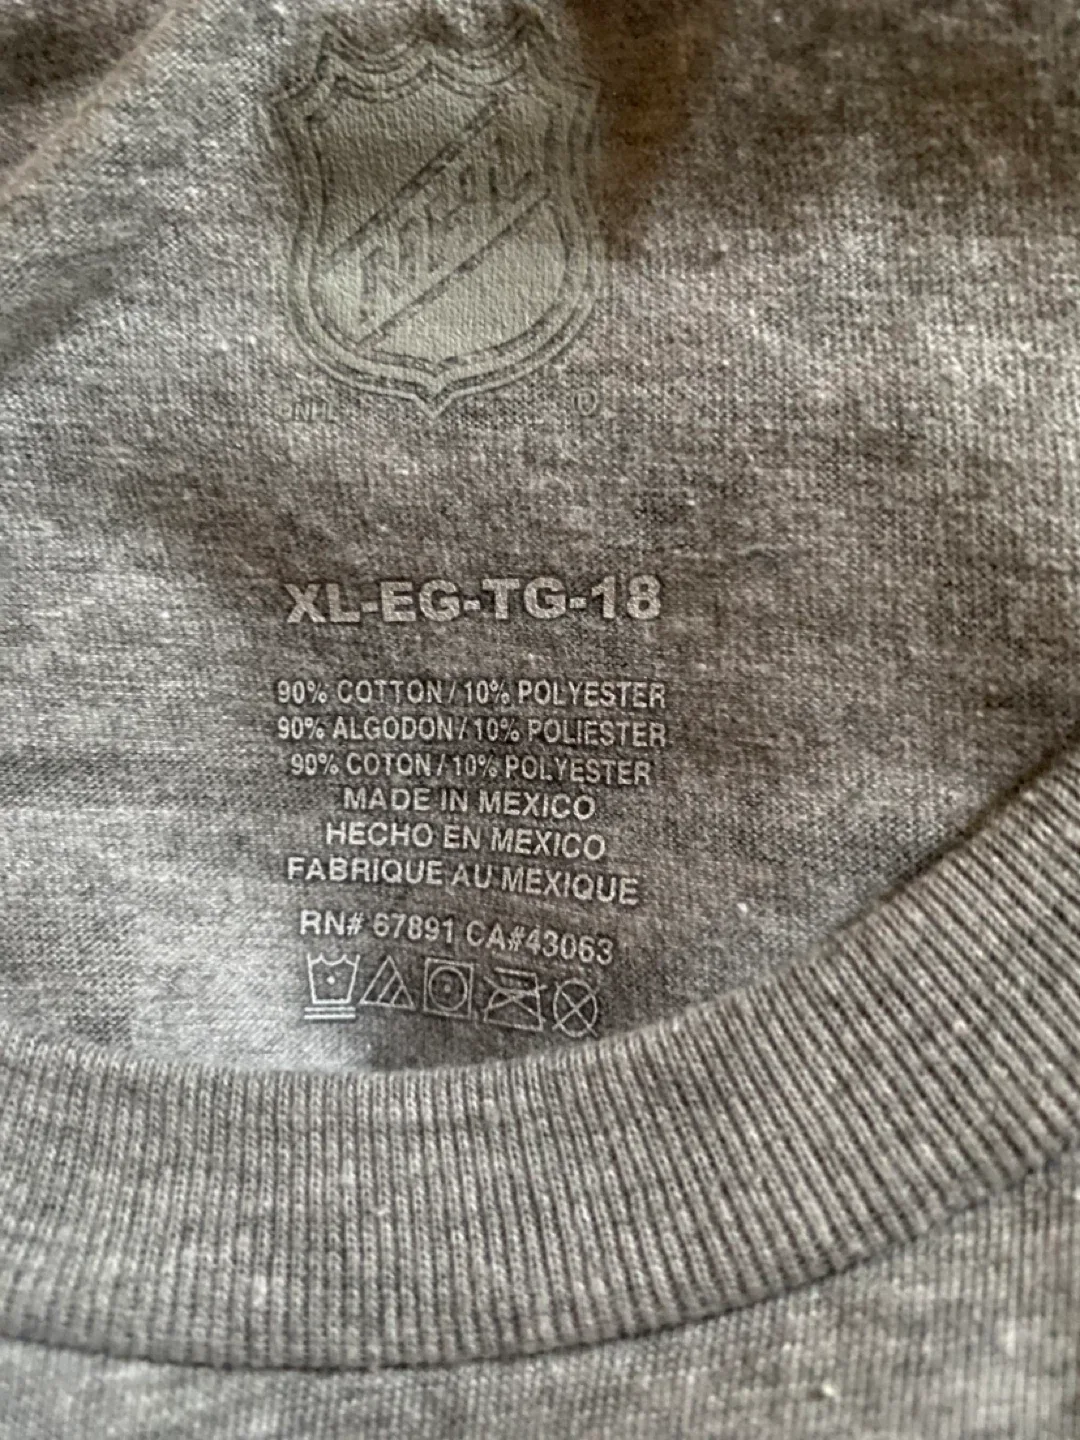 NHL
NHL ®
XL-EG-TG-18
90% COTTON / 10% POLYESTER
90% ALGODON / 10% POLIESTER
90% COTON / 10% POLYESTER
MADE IN MEXICO
HECHO EN MEXICO
FABRIQUE AU MEXIQUE
RN# 67891 CA#43063